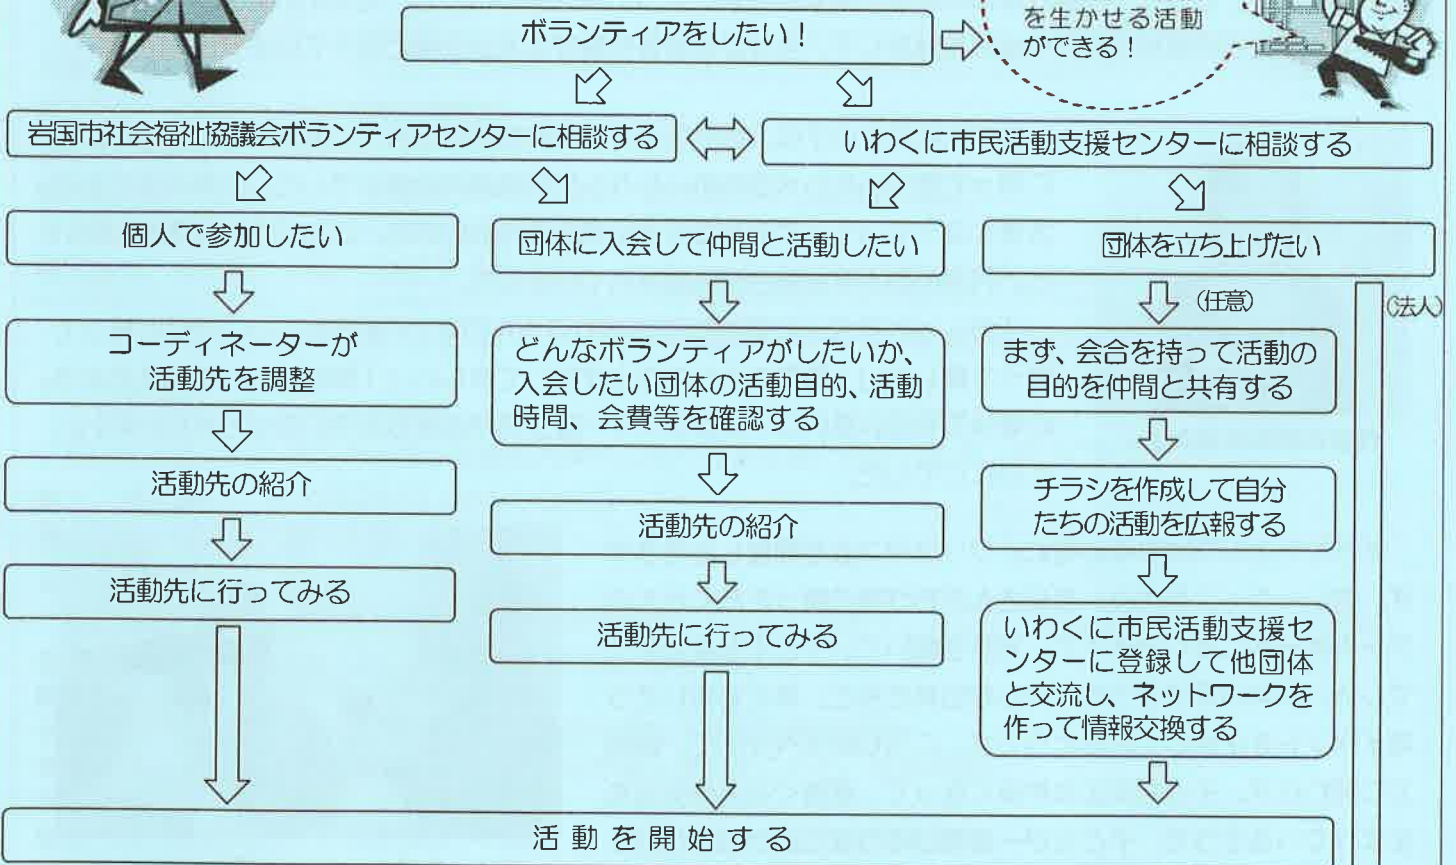 を生かせる活動
ができる！
ボランティアをしたい！
岩国市社会福祉協議会ボランティアセンターに相談する
いわくに市民活動支援センターに相談する
個人で参加したい
団体に入会して仲間と活動したい
団体を立ち上げたい
コーディネーターが
活動先を調整
活動先の紹介
活動先に行ってみる
どんなボランティアがしたいか、
入会したい団体の活動目的、活動
時間、会費等を確認する
活動先の紹介
活動先に行ってみる
（任意）
（法人）
まず、会合を持って活動の
目的を仲間と共有する
チラシを作成して自分
たちの活動を広報する
いわくに市民活動支援セ
ンターに登録して他団体
と交流し、ネットワークを
作って情報交換する
活動を開始する